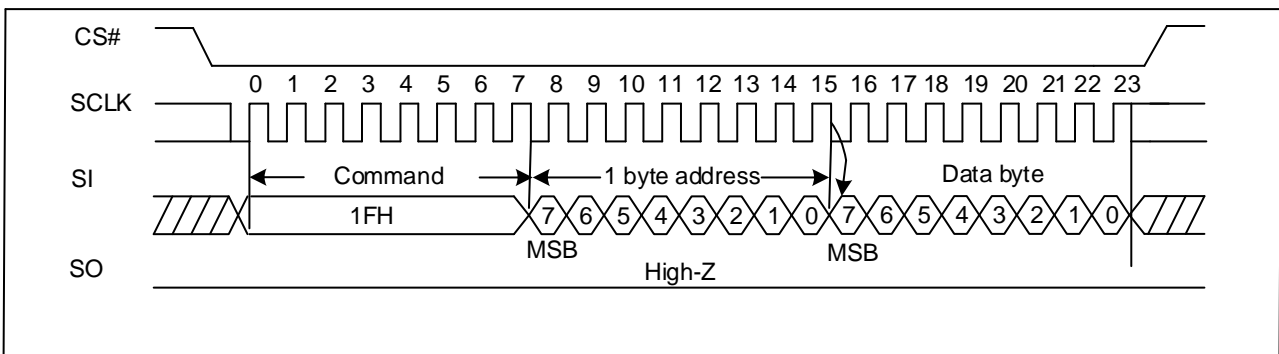 CS#
0 1 2 3 4 5 6 7 8 9 10 11 12 13 14 15 16 17 18 19 20 21 22 23
SCLK
SI Command 1 byte address Data byte
1FH 7 6 5 4 3 2 1 0 7 6 5 4 3 2 1 0
MSB MSB
SO High-Z